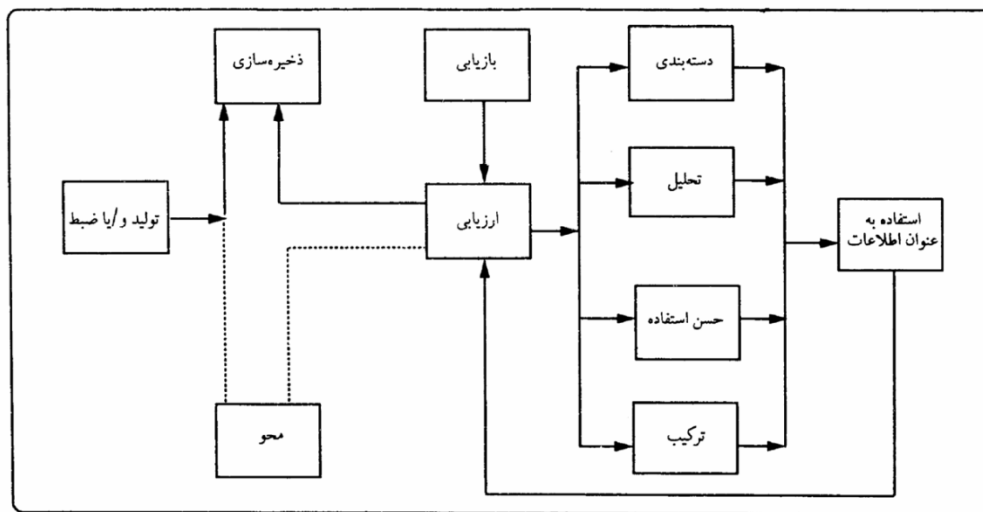 ذخیره‌سازی
بازیابی
دسته‌بندی
تولید و/یا ضبط
ارزیابی
تحلیل
استفاده به
عنوان اطلاعات
حسن استفاده
محو
ترکیب